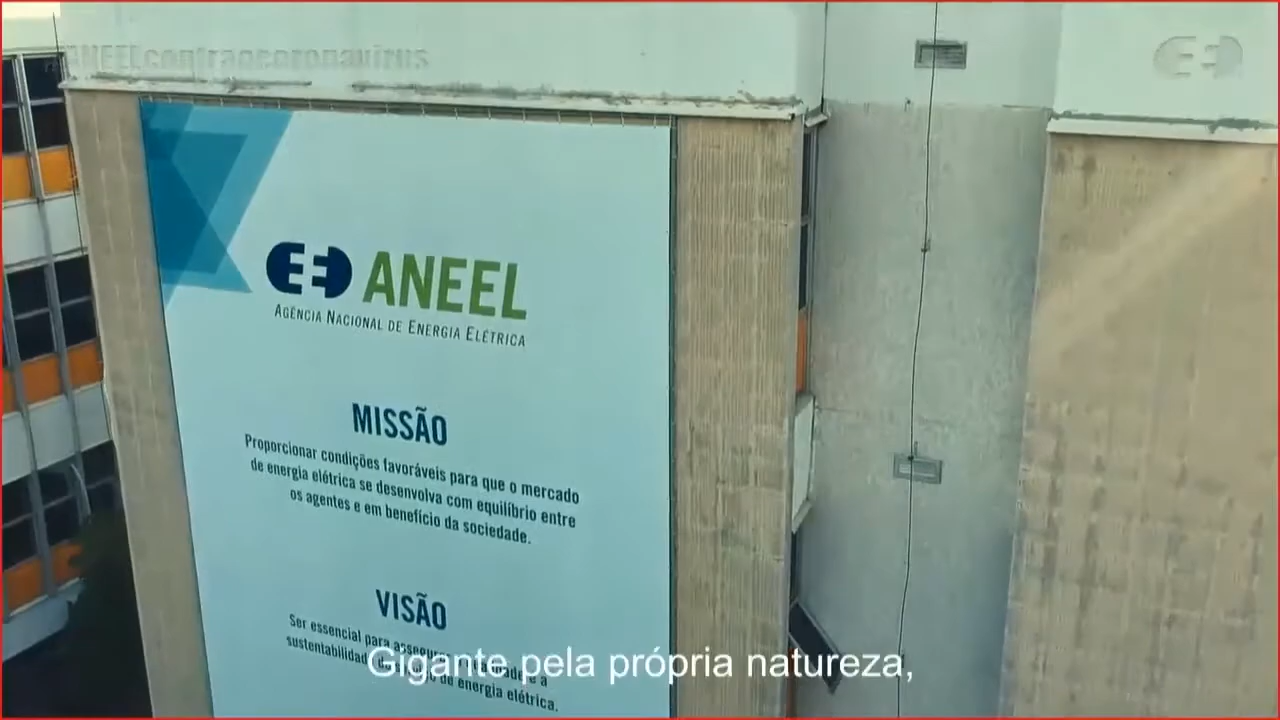 #ANEELcontraocoronavírus
ANEEL
AGÊNCIA NACIONAL DE ENERGIA ELÉTRICA
MISSÃO
Proporcionar condições favoráveis para que o mercado
de energia elétrica se desenvolva com equilíbrio entre
os agentes e em benefício da sociedade.
VISÃO
Ser essencial para
sustentabilidade de energia elétrica.
Gigante pela própria natureza,